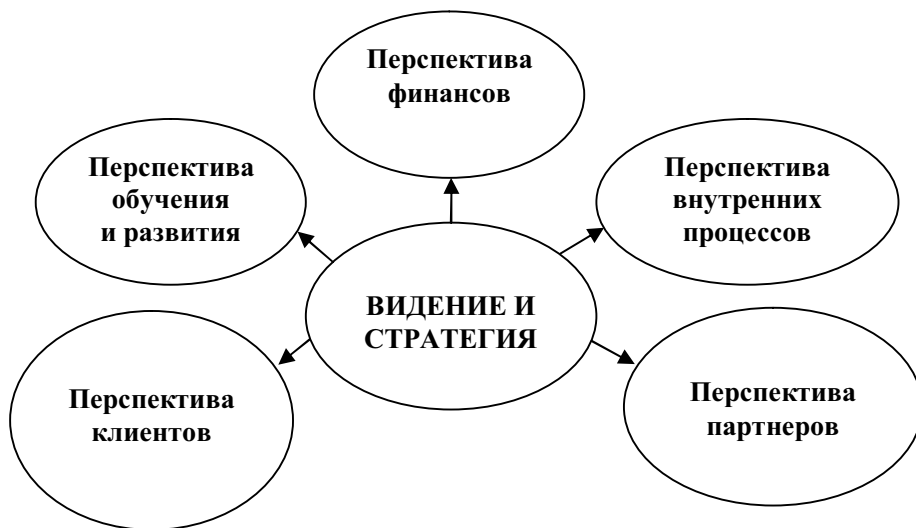 Перспектива
финансов
Перспектива
обучения
и развития
Перспектива
внутренних
процессов
ВИДЕНИЕ И
СТРАТЕГИЯ
Перспектива
клиентов
Перспектива
партнеров